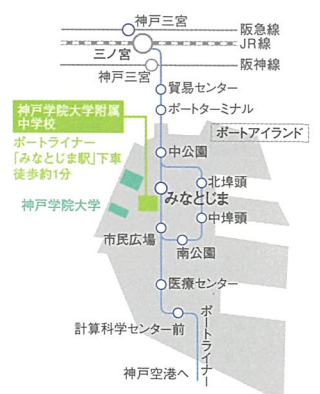 神戸三宮
阪急線
JR線
三ノ宮
阪神線
神戸三宮
貿易センター
神戸学院大学附属
中学校
ポートターミナル
ポートライナー
「みなとじま駅」下車
徒歩約1分
ポートアイランド
中公園
北埠頭
みなとじま
神戸学院大学
中埠頭
市民広場
南公園
医療センター
ポートライナー
計算科学センター前
神戸空港へ